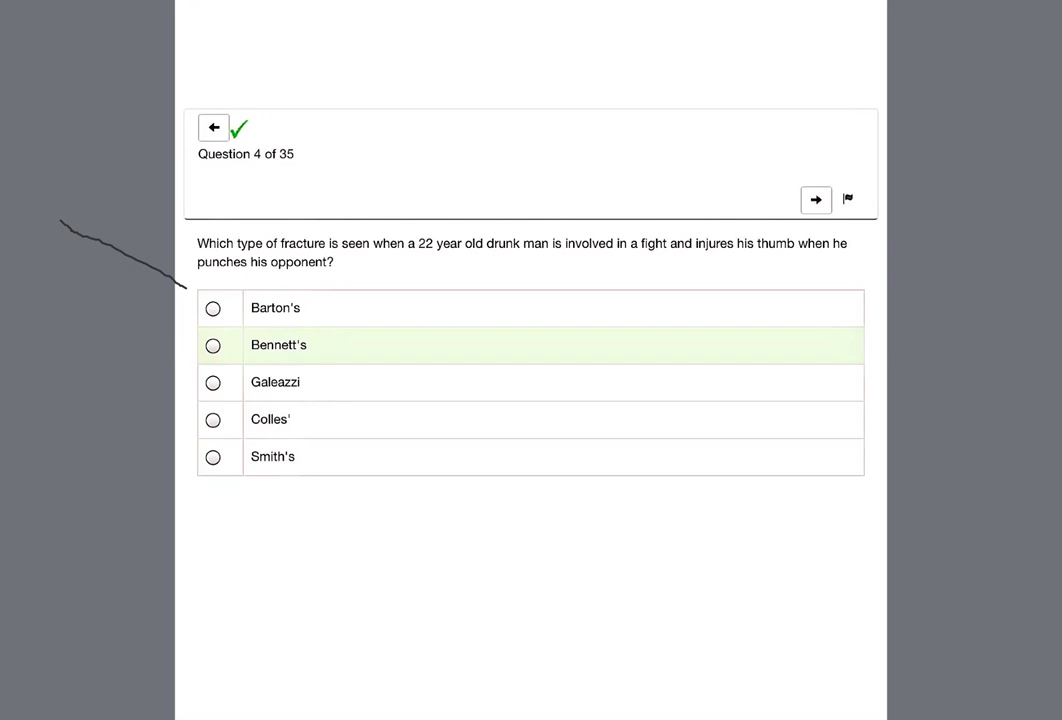 Question 4 of 35
Which type of fracture is seen when a 22 year old drunk man is involved in a fight and injures his thumb when he
punches his opponent?
Barton's
Bennett's
Galeazzi
Colles'
Smith's